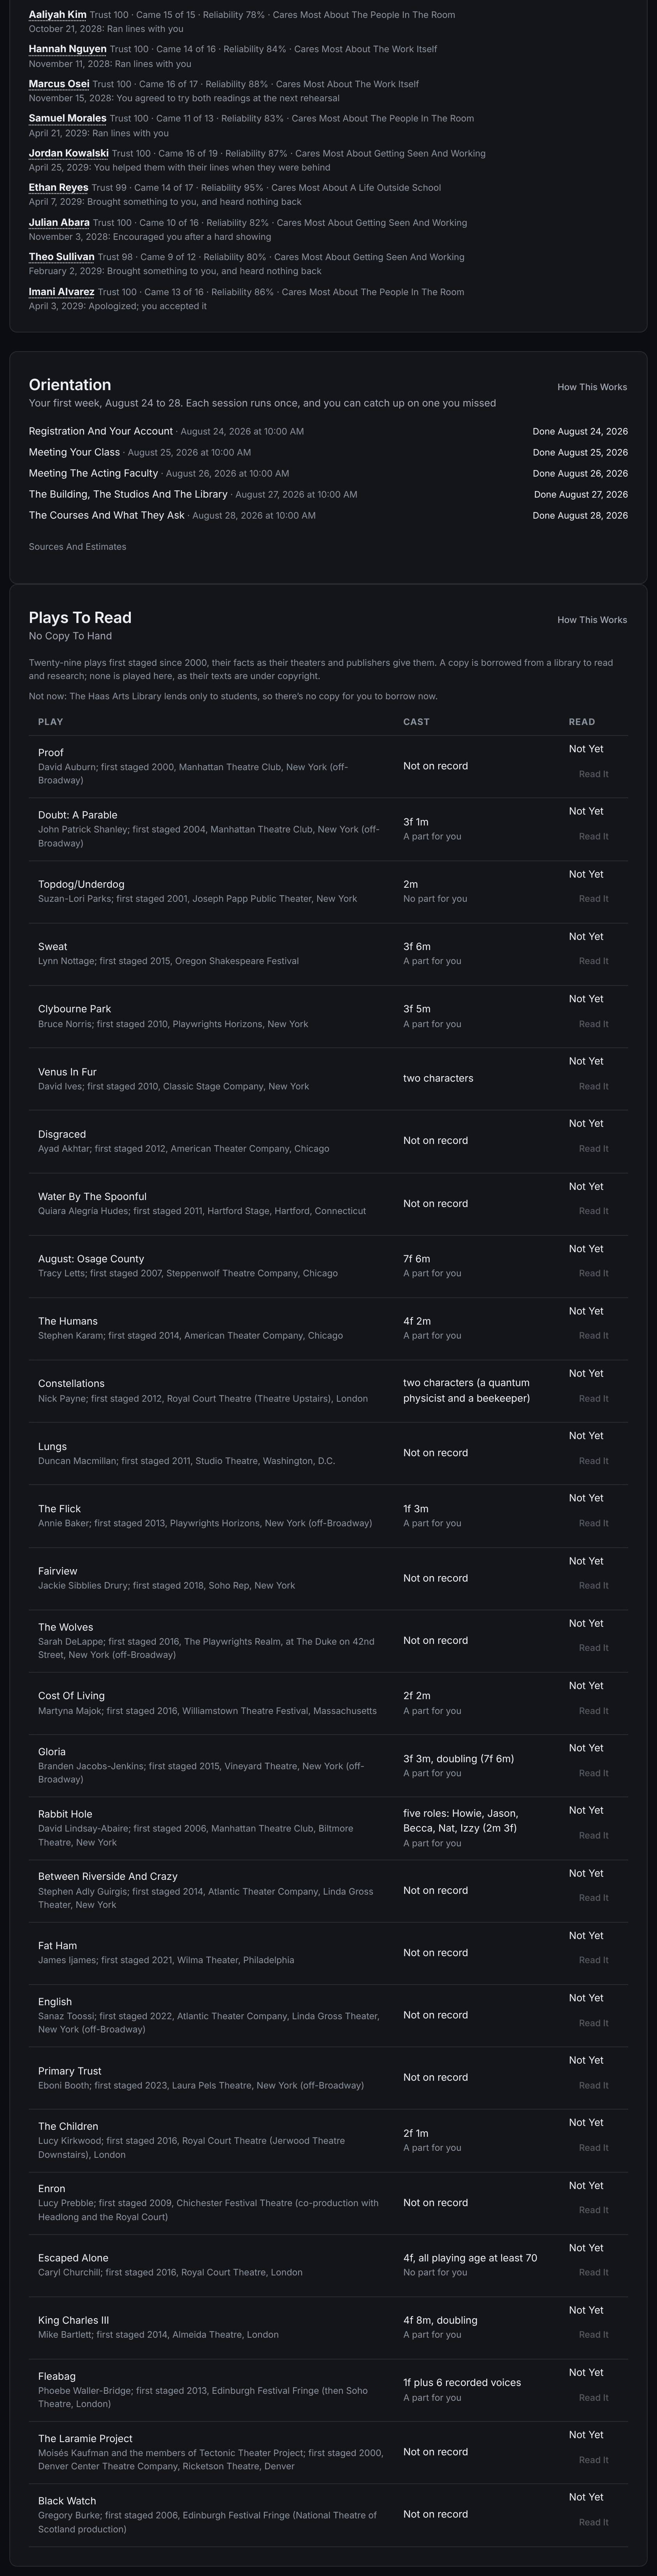 Aaliyah Kim Trust 100 · Came 15 of 15 · Reliability 78% · Cares Most About The People In The Room
October 21, 2028: Ran lines with you
Hannah Nguyen Trust 100 · Came 14 of 16 · Reliability 84% · Cares Most About The Work Itself
November 11, 2028: Ran lines with you
Marcus Osei Trust 100 · Came 16 of 17 · Reliability 88% · Cares Most About The Work Itself
November 15, 2028: You agreed to try both readings at the next rehearsal
Samuel Morales Trust 100 · Came 11 of 13 · Reliability 83% · Cares Most About The People In The Room
April 21, 2029: Ran lines with you
Jordan Kowalski Trust 100 · Came 16 of 19 · Reliability 87% · Cares Most About Getting Seen And Working
April 25, 2029: You helped them with their lines when they were behind
Ethan Reyes Trust 99 · Came 14 of 17 · Reliability 95% · Cares Most About A Life Outside School
April 7, 2029: Brought something to you, and heard nothing back
Julian Abara Trust 100 · Came 10 of 16 · Reliability 82% · Cares Most About Getting Seen And Working
November 3, 2028: Encouraged you after a hard showing
Theo Sullivan Trust 98 · Came 9 of 12 · Reliability 80% · Cares Most About Getting Seen And Working
February 2, 2029: Brought something to you, and heard nothing back
Imani Alvarez Trust 100 · Came 13 of 16 · Reliability 86% · Cares Most About The People In The Room
April 3, 2029: Apologized; you accepted it
Orientation
How This Works
Your first week, August 24 to 28. Each session runs once, and you can catch up on one you missed
Registration And Your Account · August 24, 2026 at 10:00 AM Done August 24, 2026
Meeting Your Class · August 25, 2026 at 10:00 AM Done August 25, 2026
Meeting The Acting Faculty · August 26, 2026 at 10:00 AM Done August 26, 2026
The Building, The Studios And The Library · August 27, 2026 at 10:00 AM Done August 27, 2026
The Courses And What They Ask · August 28, 2026 at 10:00 AM Done August 28, 2026
Sources And Estimates
Plays To Read
How This Works
No Copy To Hand
Twenty-nine plays first staged since 2000, their facts as their theaters and publishers give them. A copy is borrowed from a library to read
and research; none is played here, as their texts are under copyright.
Not now: The Haas Arts Library lends only to students, so there's no copy for you to borrow now.
PLAY CAST READ
Proof
David Auburn; first staged 2000, Manhattan Theatre Club, New York (off-
Broadway)
Not on record
Not Yet
Read It
Doubt: A Parable
John Patrick Shanley; first staged 2004, Manhattan Theatre Club, New York (off-
Broadway)
3f 1m
A part for you
Not Yet
Read It
Topdog/Underdog
Suzan-Lori Parks; first staged 2001, Joseph Papp Public Theater, New York
2m
No part for you
Not Yet
Read It
Sweat
Lynn Nottage; first staged 2015, Oregon Shakespeare Festival
3f 6m
A part for you
Not Yet
Read It
Clybourne Park
Bruce Norris; first staged 2010, Playwrights Horizons, New York
3f 5m
A part for you
Not Yet
Read It
Venus In Fur
David Ives; first staged 2010, Classic Stage Company, New York
two characters
Not Yet
Read It
Disgraced
Ayad Akhtar; first staged 2012, American Theater Company, Chicago
Not on record
Not Yet
Read It
Water By The Spoonful
Quiara Alegría Hudes; first staged 2011, Hartford Stage, Hartford, Connecticut
Not on record
Not Yet
Read It
August: Osage County
Tracy Letts; first staged 2007, Steppenwolf Theatre Company, Chicago
7f 6m
A part for you
Not Yet
Read It
The Humans
Stephen Karam; first staged 2014, American Theater Company, Chicago
4f 2m
A part for you
Not Yet
Read It
Constellations
Nick Payne; first staged 2012, Royal Court Theatre (Theatre Upstairs), London
two characters (a quantum
physicist and a beekeeper)
Not Yet
Read It
Lungs
Duncan Macmillan; first staged 2011, Studio Theatre, Washington, D.C.
Not on record
Not Yet
Read It
The Flick
Annie Baker; first staged 2013, Playwrights Horizons, New York (off-Broadway)
1f 3m
A part for you
Not Yet
Read It
Fairview
Jackie Sibblies Drury; first staged 2018, Soho Rep, New York
Not on record
Not Yet
Read It
The Wolves
Sarah DeLappe; first staged 2016, The Playwrights Realm, at The Duke on 42nd
Street, New York (off-Broadway)
Not on record
Not Yet
Read It
Cost Of Living
Martyna Majok; first staged 2016, Williamstown Theatre Festival, Massachusetts
2f 2m
A part for you
Not Yet
Read It
Gloria
Branden Jacobs-Jenkins; first staged 2015, Vineyard Theatre, New York (off-
Broadway)
3f 3m, doubling (7f 6m)
A part for you
Not Yet
Read It
Rabbit Hole
David Lindsay-Abaire; first staged 2006, Manhattan Theatre Club, Biltmore
Theatre, New York
five roles: Howie, Jason,
Becca, Nat, Izzy (2m 3f)
A part for you
Not Yet
Read It
Between Riverside And Crazy
Stephen Adly Guirgis; first staged 2014, Atlantic Theater Company, Linda Gross
Theater, New York
Not on record
Not Yet
Read It
Fat Ham
James Ijames; first staged 2021, Wilma Theater, Philadelphia
Not on record
Not Yet
Read It
English
Sanaz Toossi; first staged 2022, Atlantic Theater Company, Linda Gross Theater,
New York (off-Broadway)
Not on record
Not Yet
Read It
Primary Trust
Eboni Booth; first staged 2023, Laura Pels Theatre, New York (off-Broadway)
Not on record
Not Yet
Read It
The Children
Lucy Kirkwood; first staged 2016, Royal Court Theatre (Jerwood Theatre
Downstairs), London
2f 1m
A part for you
Not Yet
Read It
Enron
Lucy Prebble; first staged 2009, Chichester Festival Theatre (co-production with
Headlong and the Royal Court)
Not on record
Not Yet
Read It
Escaped Alone
Caryl Churchill; first staged 2016, Royal Court Theatre, London
4f, all playing age at least 70
No part for you
Not Yet
Read It
King Charles III
Mike Bartlett; first staged 2014, Almeida Theatre, London
4f 8m, doubling
A part for you
Not Yet
Read It
Fleabag
Phoebe Waller-Bridge; first staged 2013, Edinburgh Festival Fringe (then Soho
Theatre, London)
1f plus 6 recorded voices
A part for you
Not Yet
Read It
The Laramie Project
Moisés Kaufman and the members of Tectonic Theater Project; first staged 2000,
Denver Center Theatre Company, Ricketson Theatre, Denver
Not on record
Not Yet
Read It
Black Watch
Gregory Burke; first staged 2006, Edinburgh Festival Fringe (National Theatre of
Scotland production)
Not on record
Not Yet
Read It